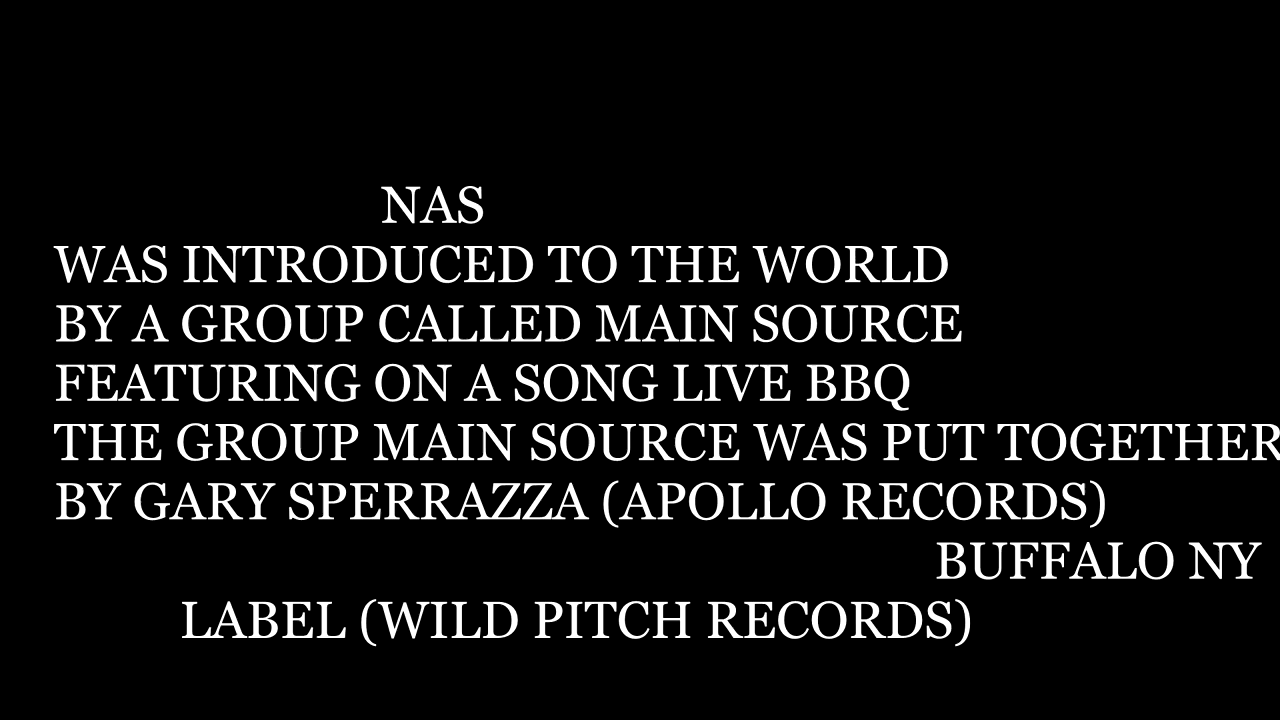 NAS
WAS INTRODUCED TO THE WORLD
BY A GROUP CALLED MAIN SOURCE
FEATURING ON A SONG LIVE BBQ
THE GROUP MAIN SOURCE WAS PUT TOGETHER
BY GARY SPERRAZZA (APOLLO RECORDS)
BUFFALO NY
LABEL (WILD PITCH RECORDS)